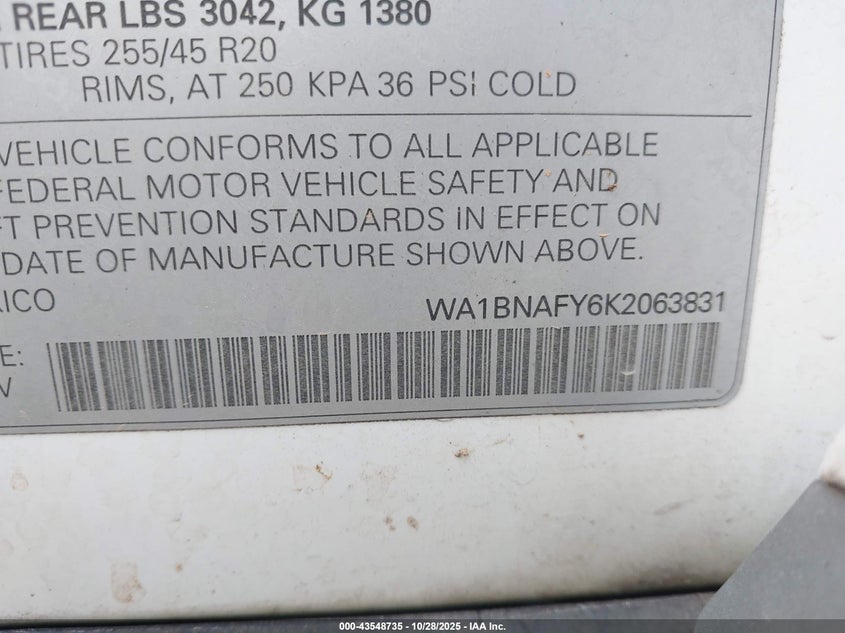 REAR LBS 3042, KG 1380
TIRES 255/45 R20
RIMS, AT 250 KPA 36 PSI COLD
VEHICLE CONFORMS TO ALL APPLICABLE
FEDERAL MOTOR VEHICLE SAFETY AND
FT PREVENTION STANDARDS IN EFFECT ON
DATE OF MANUFACTURE SHOWN ABOVE.
XICO
WA1BNAFY6K2063831
E:
V
000-43548735 - 10/28/2025 - IAA Inc.